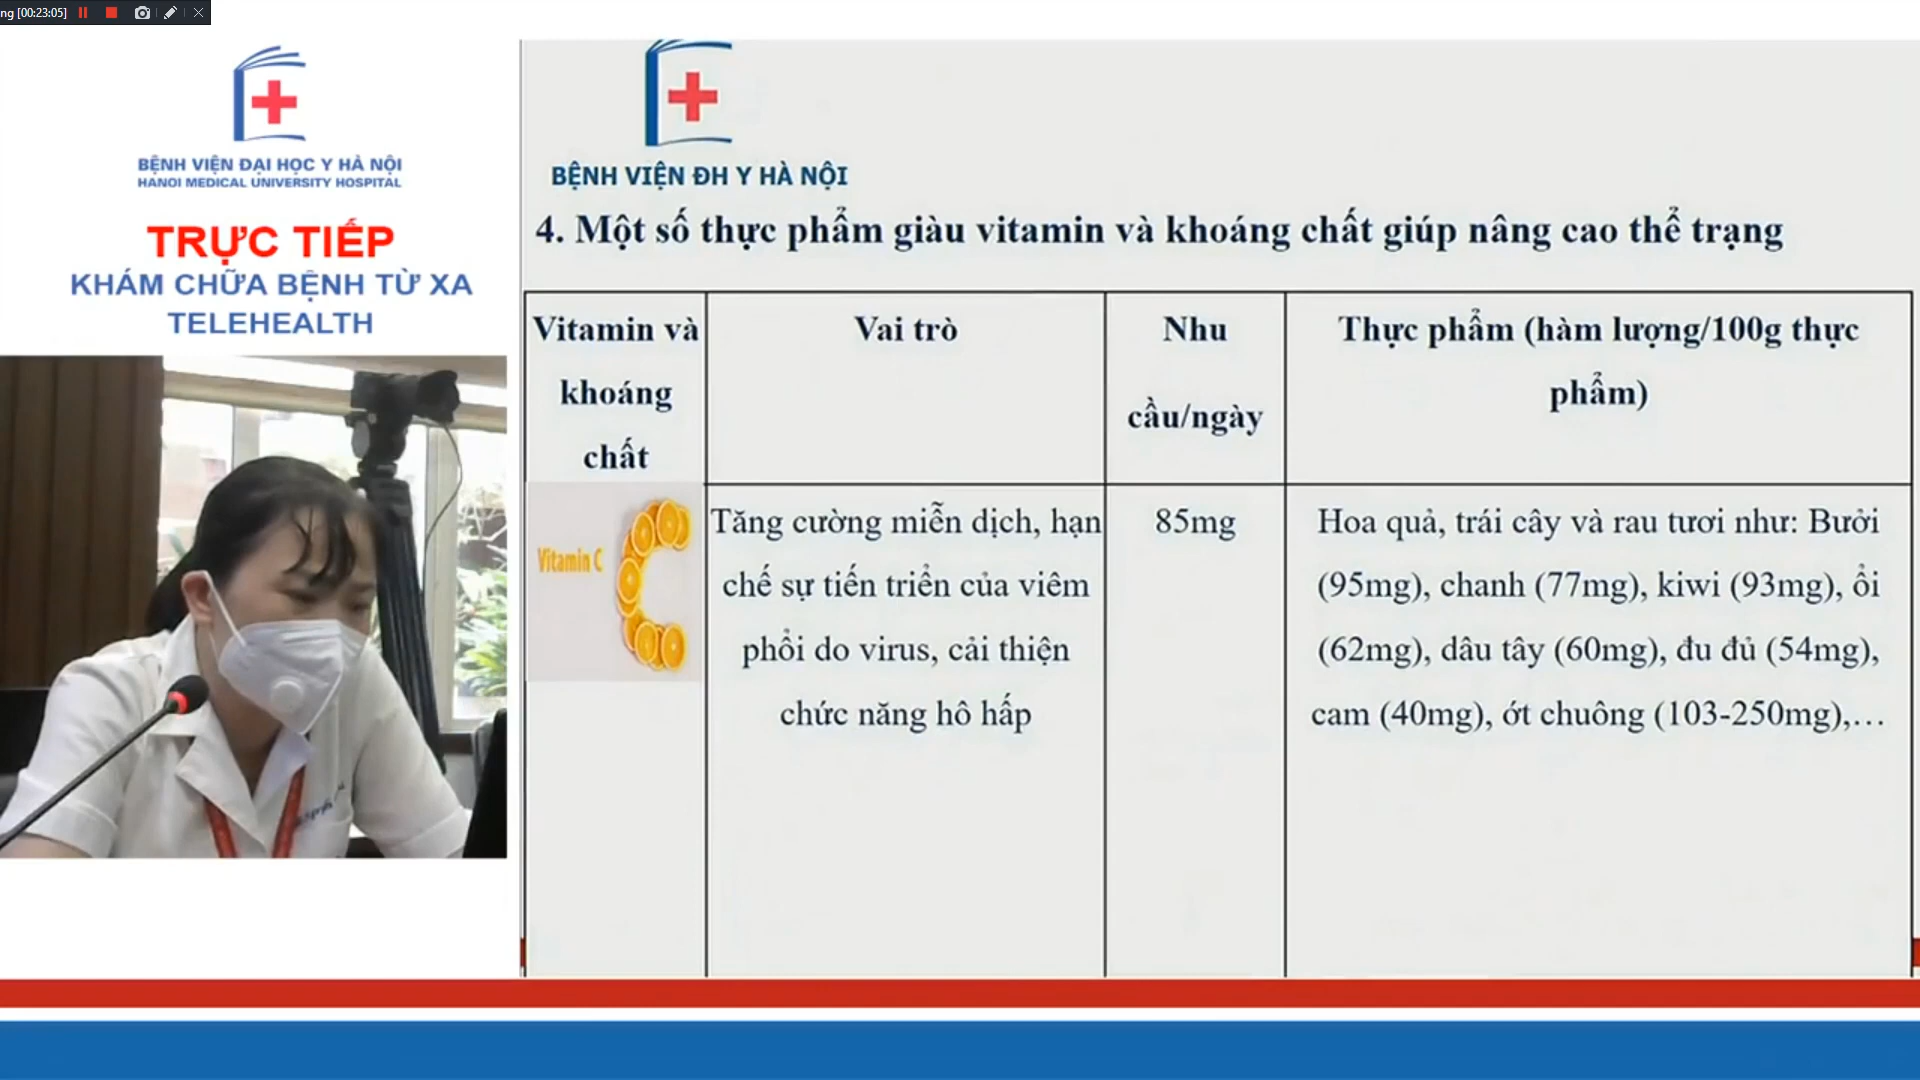 ng [00:23:05]
BỆNH VIỆN ĐẠI HỌC Y HÀ NỘI
HANOI MEDICAL UNIVERSITY HOSPITAL
TRỰC TIẾP
KHÁM CHỮA BỆNH TỪ XA
TELEHEALTH
BỆNH VIỆN ĐH Y HÀ NỘI
4. Một số thực phẩm giàu vitamin và khoáng chất giúp nâng cao thể trạng
Vitamin và
khoáng
chất
Vai trò
Nhu
cầu/ngày
Thực phẩm (hàm lượng/100g thực
phẩm)
Vitamin C
Tăng cường miễn dịch, hạn
chế sự tiến triển của viêm
phổi do virus, cải thiện
chức năng hô hấp
85mg
Hoa quả, trái cây và rau tươi như: Bưởi
(95mg), chanh (77mg), kiwi (93mg), ổi
(62mg), dâu tây (60mg), đu đủ (54mg),
cam (40mg), ớt chuông (103-250mg),…